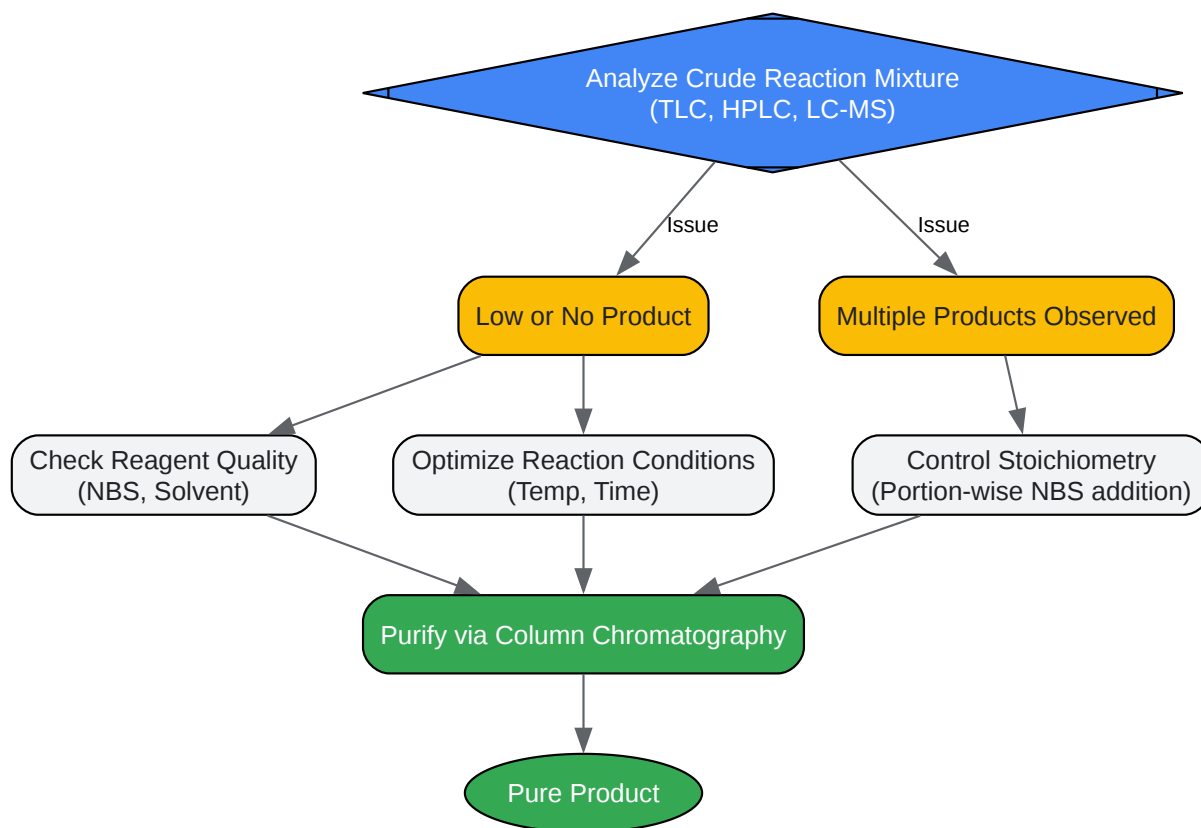 Analyze Crude Reaction Mixture
(TLC, HPLC, LC-MS)
Issue
Issue
Low or No Product
Multiple Products Observed
Check Reagent Quality
(NBS, Solvent)
Optimize Reaction Conditions
(Temp, Time)
Control Stoichiometry
(Portion-wise NBS addition)
Purify via Column Chromatography
Pure Product